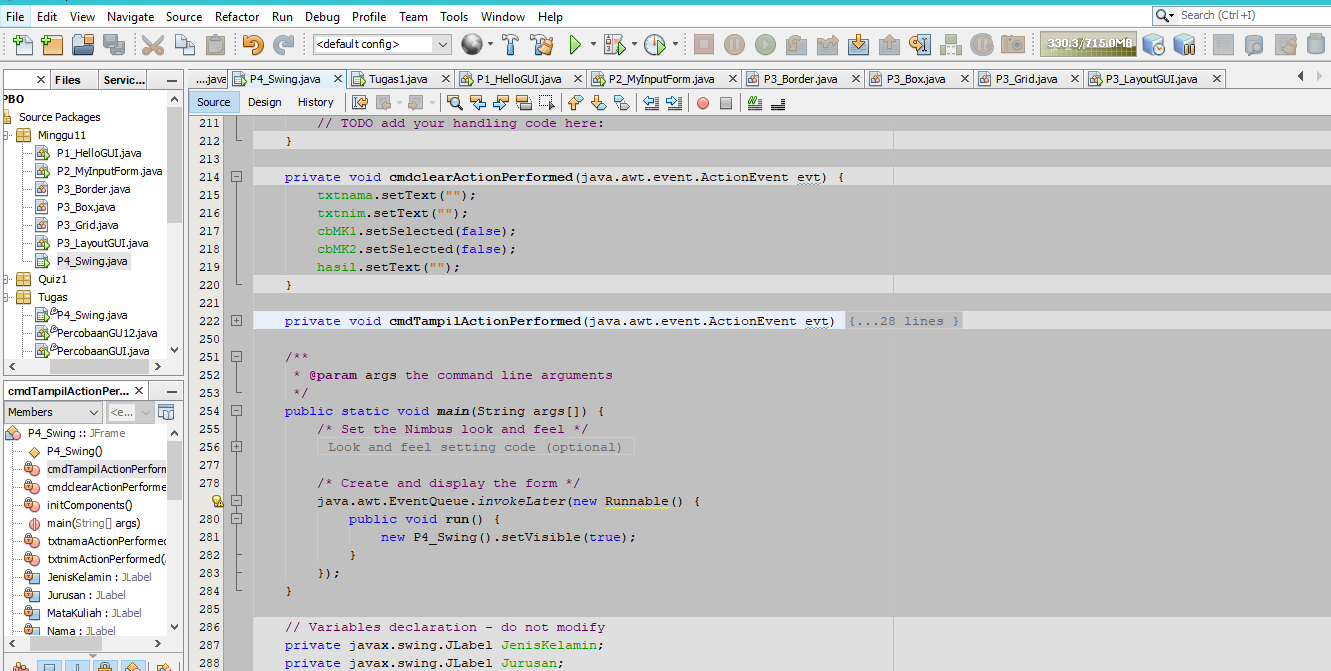 File Edit View Navigate Source Refactor Run Debug Profile Team Tools Window Help
Search (Ctrl+I)
<default config>
330.3/715.0MB
Files Servic...
....java P4_Swing.java Tugas1.java P1_HelloGUI.java P2_MyInputForm.java P3_Border.java P3_Box.java P3_Grid.java P3_LayoutGUI.java
Source Design History
PBO
Source Packages
Minggu11
P1_HelloGUI.java
P2_MyInputForm.java
P3_Border.java
P3_Box.java
P3_Grid.java
P3_LayoutGUI.java
P4_Swing.java
Quiz1
Tugas
P4_Swing.java
PercobaanGU12.java
PercobaanGUI.java
cmdTampilActionPer...
Members <e...
P4_Swing :: JFrame
P4_Swing()
cmdTampilActionPerform
cmdclearActionPerforme
initComponents()
main(String[] args)
txtnamaActionPerformed
txtnimActionPerformed(
JenisKelamin : JLabel
Jurusan : JLabel
MataKuliah : JLabel
Nama : JLabel
211 // TODO add your handling code here:
212 }
213
214 private void cmdclearActionPerformed(java.awt.event.ActionEvent evt) {
215 txtnama.setText("");
216 txtnim.setText("");
217 cbMK1.setSelected(false);
218 cbMK2.setSelected(false);
219 hasil.setText("");
220 }
221
222 private void cmdTampilActionPerformed(java.awt.event.ActionEvent evt) {...28 lines }
250
251 /**
252 * @param args the command line arguments
253 */
254 public static void main(String args[]) {
255 /* Set the Nimbus look and feel */
256 Look and feel setting code (optional)
277
278 /* Create and display the form */
java.awt.EventQueue.invokeLater(new Runnable() {
280 public void run() {
281 new P4_Swing().setVisible(true);
282 }
283 });
284 }
285
286 // Variables declaration - do not modify
287 private javax.swing.JLabel JenisKelamin;
288 private javax.swing.JLabel Jurusan;